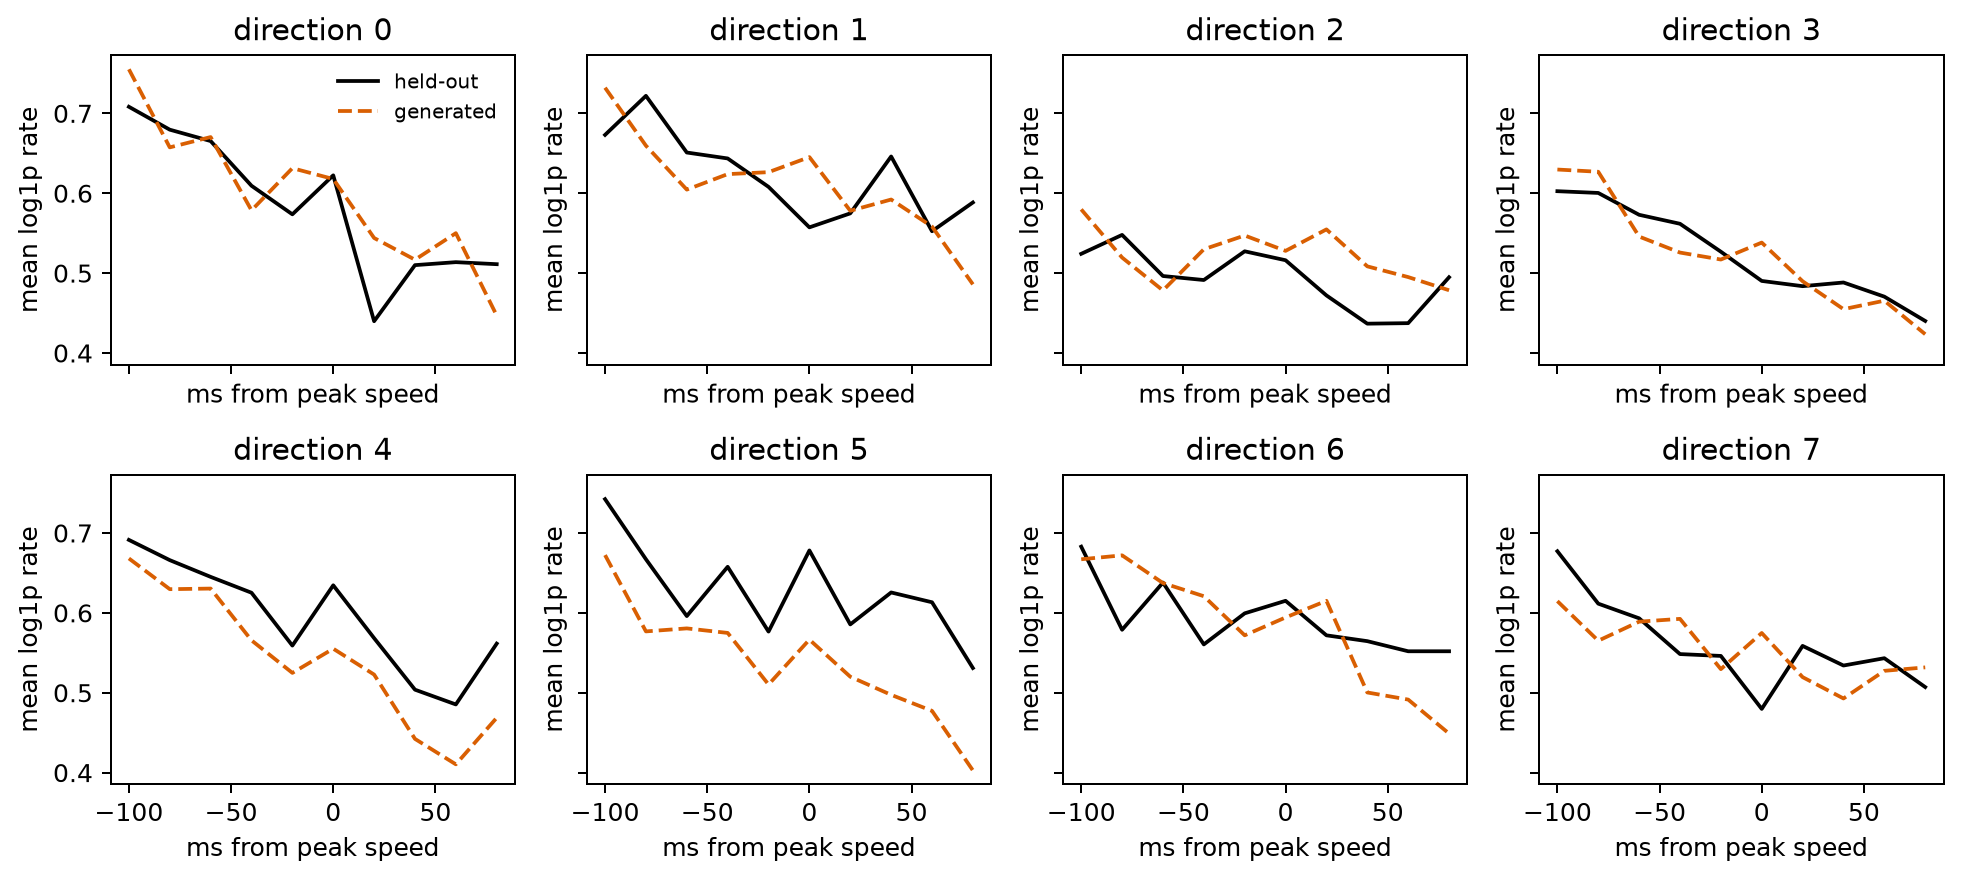 direction 0
direction 1
direction 2
direction 3
held-out
generated
mean log1p rate
0.7
0.6
0.5
0.4
mean log1p rate
mean log1p rate
mean log1p rate
ms from peak speed
ms from peak speed
ms from peak speed
ms from peak speed
direction 4
direction 5
direction 6
direction 7
mean log1p rate
0.7
0.6
0.5
0.4
mean log1p rate
mean log1p rate
mean log1p rate
−100 −50 0 50
−100 −50 0 50
−100 −50 0 50
−100 −50 0 50
ms from peak speed
ms from peak speed
ms from peak speed
ms from peak speed